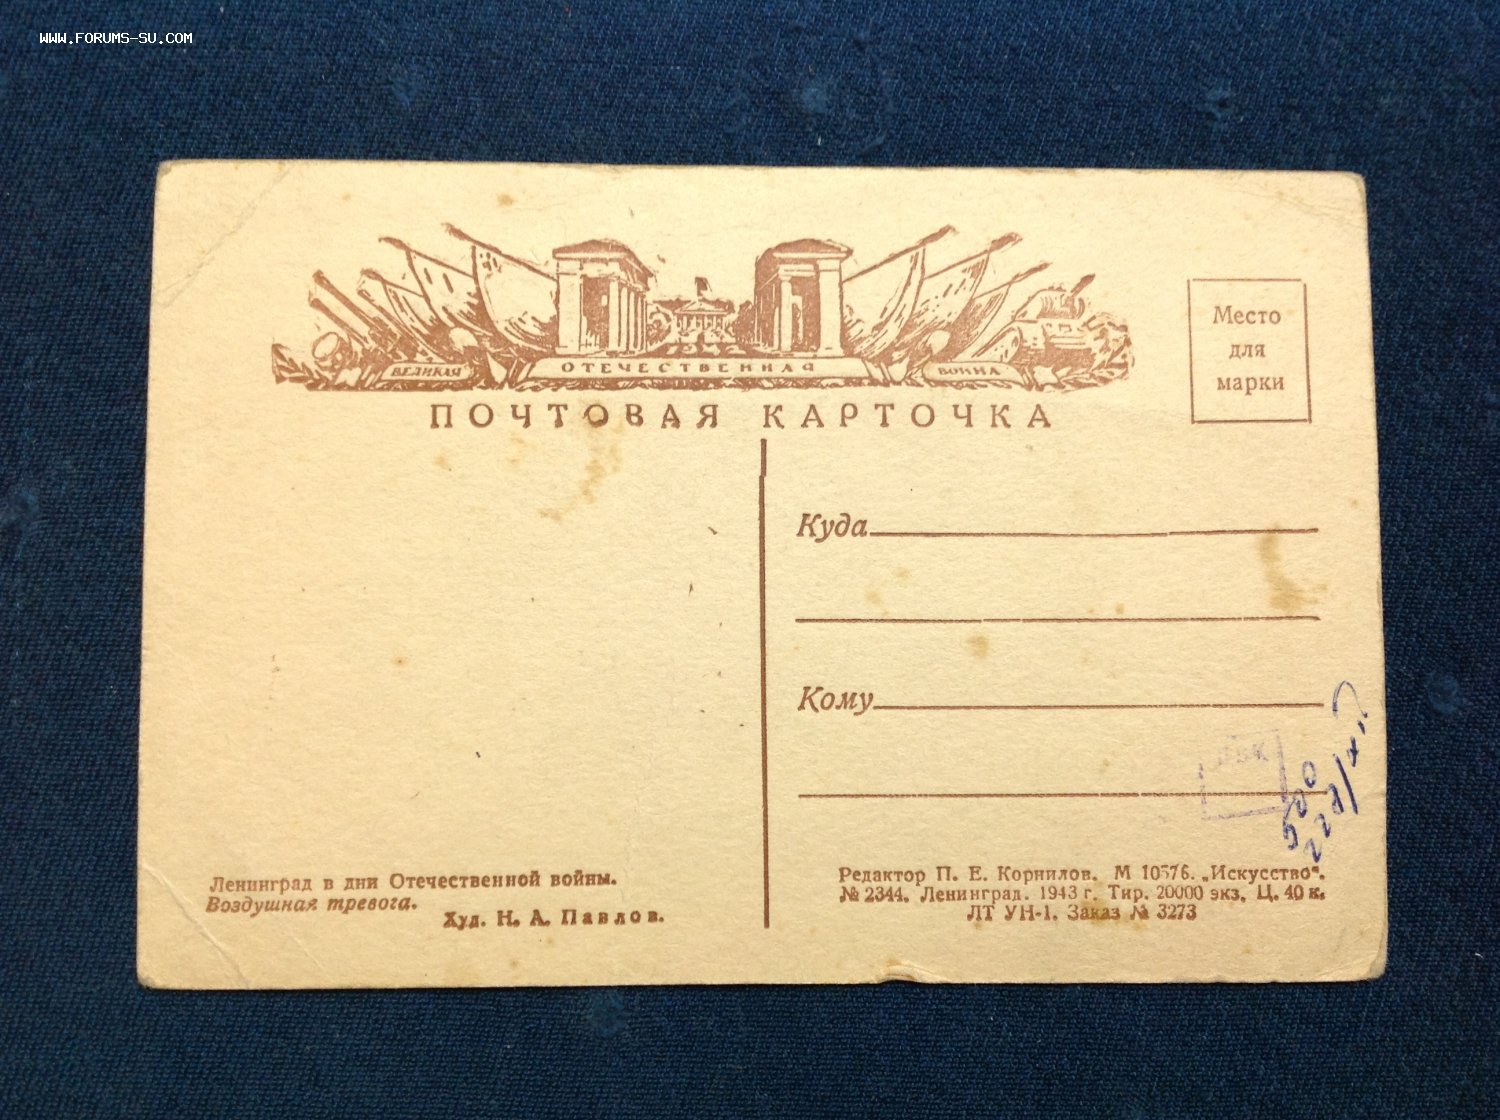 WWW.FORUMS-SU.COM
ВЕЛИКАЯ ОТЕЧЕСТВЕННАЯ ВОЙНА
ПОЧТОВАЯ КАРТОЧКА
Место
для
марки
Куда
Кому
500
Ленинград в дни Отечественной войны.
Воздушная тревога.
Худ. Н. А. Павлов.
Редактор П. Е. Корнилов. М 10576. „Искусство".
№ 2344. Ленинград. 1943 г. Тир. 20000 экз. Ц. 40 к.
ЛТ УН-1. Заказ № 3273